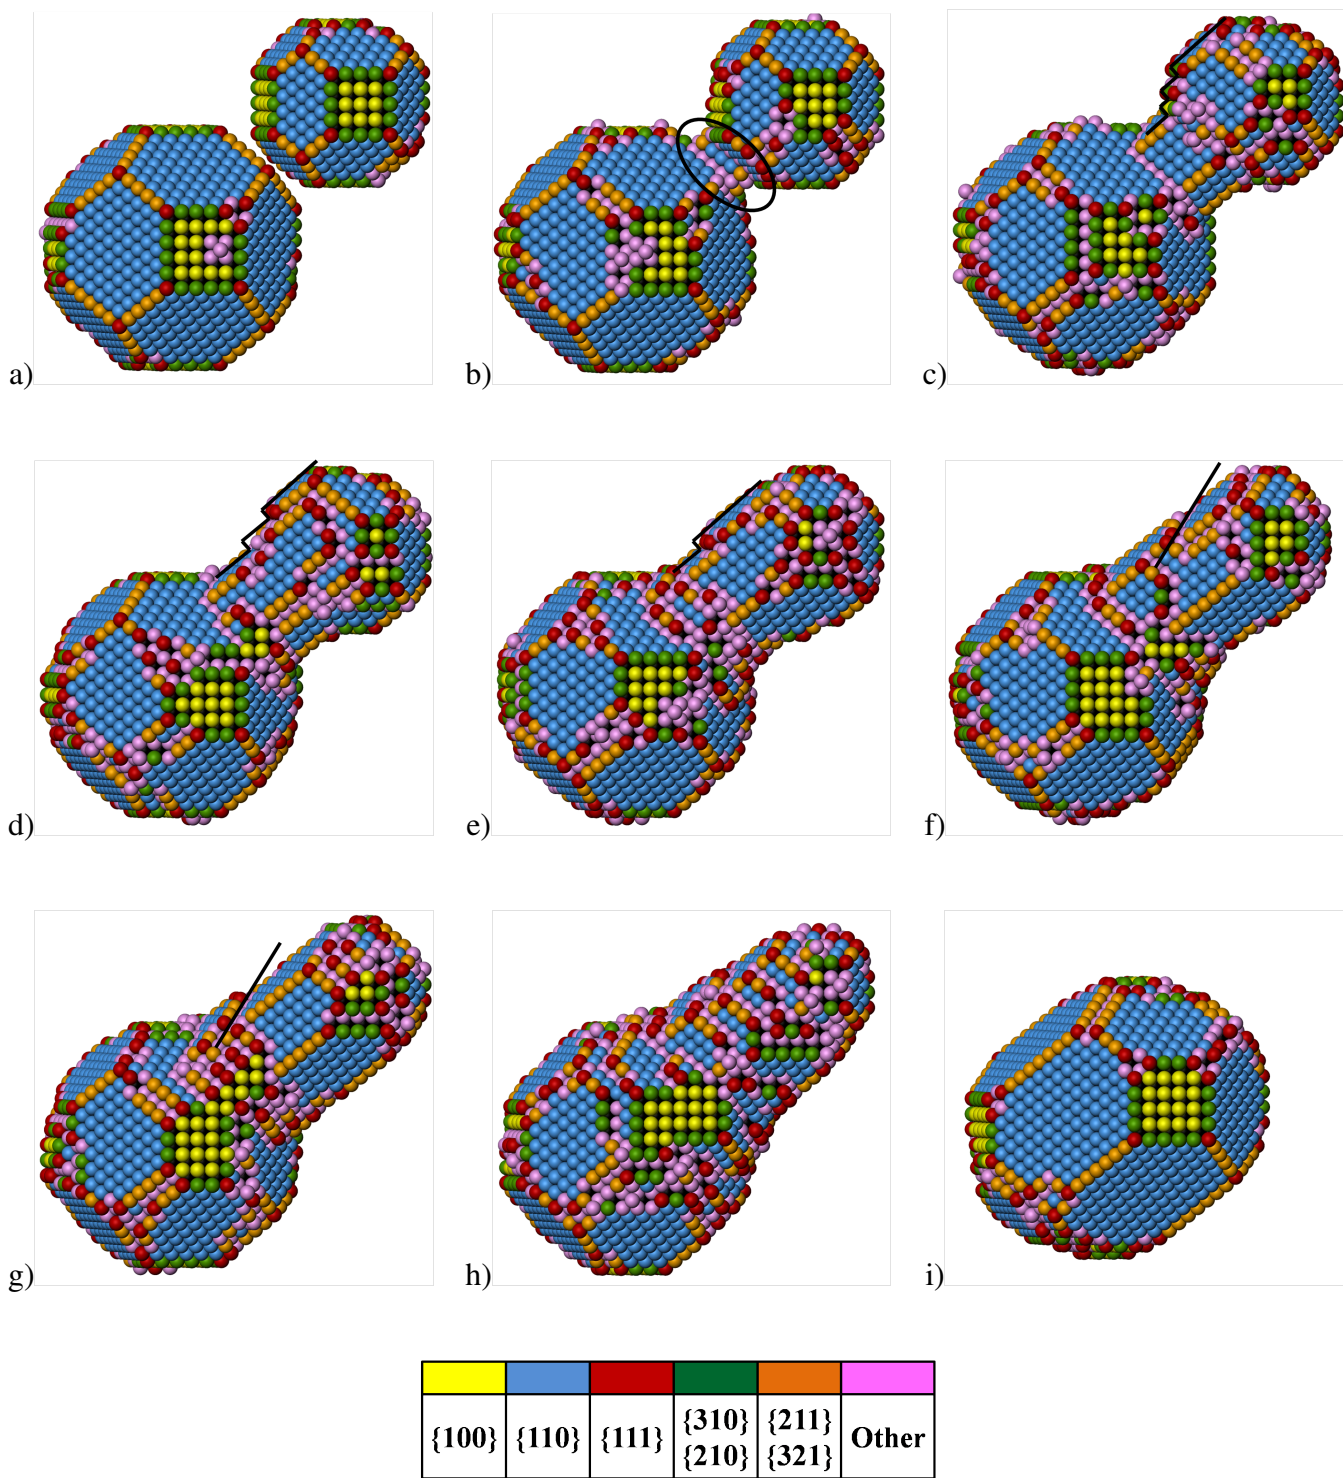 a) b) c)
d) e) f)
g) h) i)
{100} {110} {111} {310} {210} {211} {321} Other